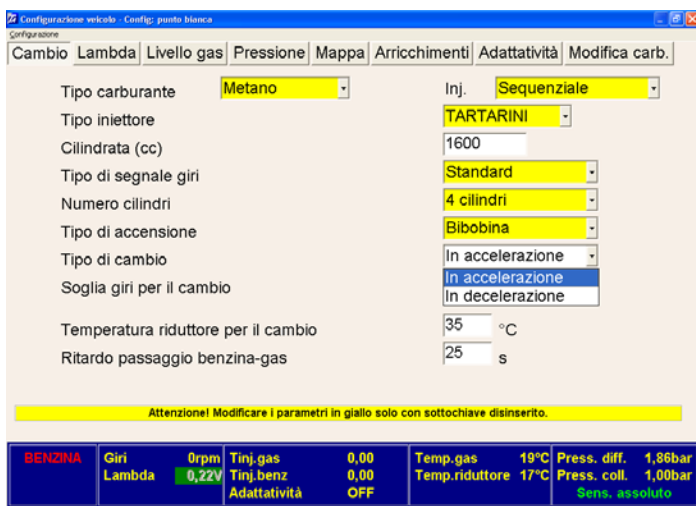 Configurazione veicolo - Config: punto bianca
Configurazione
Cambio Lambda Livello gas Pressione Mappa Arricchimenti Adattatività Modifica carb.
Tipo carburante Metano Inj. Sequenziale
Tipo iniettore TARTARINI
Cilindrata (cc) 1600
Tipo di segnale giri Standard
Numero cilindri 4 cilindri
Tipo di accensione Bibobina
Tipo di cambio In accelerazione
In accelerazione
Soglia giri per il cambio In decelerazione
Temperatura riduttore per il cambio 35 °C
Ritardo passaggio benzina-gas 25 s
Attenzione! Modificare i parametri in giallo solo con sottochiave disinserito.
BENZINA Giri 0rpm Tinj.gas 0,00 Temp.gas 19°C Press. diff. 1,86bar
Lambda 0,22V Tinj.benz 0,00 Temp.riduttore 17°C Press. coll. 1,00bar
Adattatività OFF Sens. assoluto